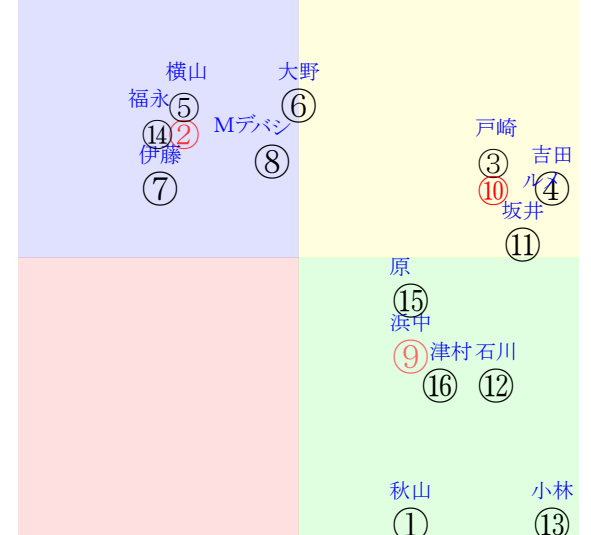 横山
大野
福永
⑤
⑥
Mデバシ
戸崎
⑭
②
伊藤
⑧
③
吉田
⑦
⑩
ルメ
④
坂井
⑪
原
⑮
浜中
⑨
津村
石川
⑯
⑫
秋山
小林
①
⑬